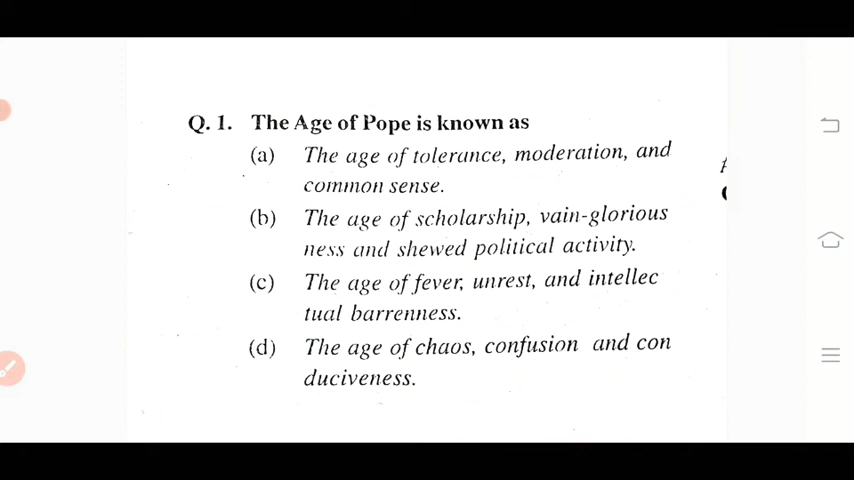 Q. 1. The Age of Pope is known as
(a) The age of tolerance, moderation, and
common sense.
(b) The age of scholarship, vain-glorious
ness and shewed political activity.
(c) The age of fever, unrest, and intellec
tual barrenness.
(d) The age of chaos, confusion and con
duciveness.